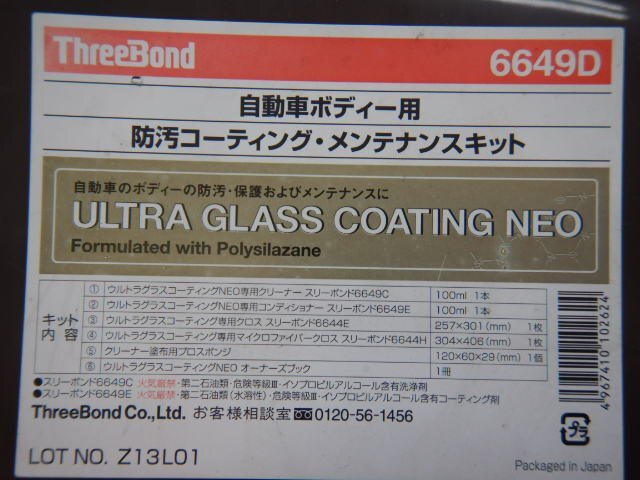 ThreeBond 6649D
自動車ボディー用
防汚コーティング・メンテナンスキット
自動車のボディーの防汚・保護およびメンテナンスに
ULTRA GLASS COATING NEO
Formulated with Polysilazane
キット内容
① ウルトラグラスコーティングNEO専用クリーナー スリーボンド6649C 100ml 1本
② ウルトラグラスコーティングNEO専用コンディショナー スリーボンド6649E 100ml 1本
③ ウルトラグラスコーティング専用クロス スリーボンド6644E 257×301(mm) 1枚
④ ウルトラグラスコーティング専用マイクロファイバークロス スリーボンド6644H 304×406(mm) 1枚
⑤ クリーナー塗布用プロスポンジ 120×60×29(mm) 1個
⑥ ウルトラグラスコーティングNEO オーナーズブック 1冊
●スリーボンド6649C 火気厳禁・第二石油類・危険等級Ⅲ・イソプロピルアルコール含有洗浄剤
●スリーボンド6649E 火気厳禁・第二石油類(水溶性)・危険等級Ⅲ・イソプロピルアルコール含有コーティング剤
ThreeBond Co.,Ltd. お客様相談室 0120-56-1456
LOT NO. Z13L01
4967410102624
プラ
Packaged in Japan